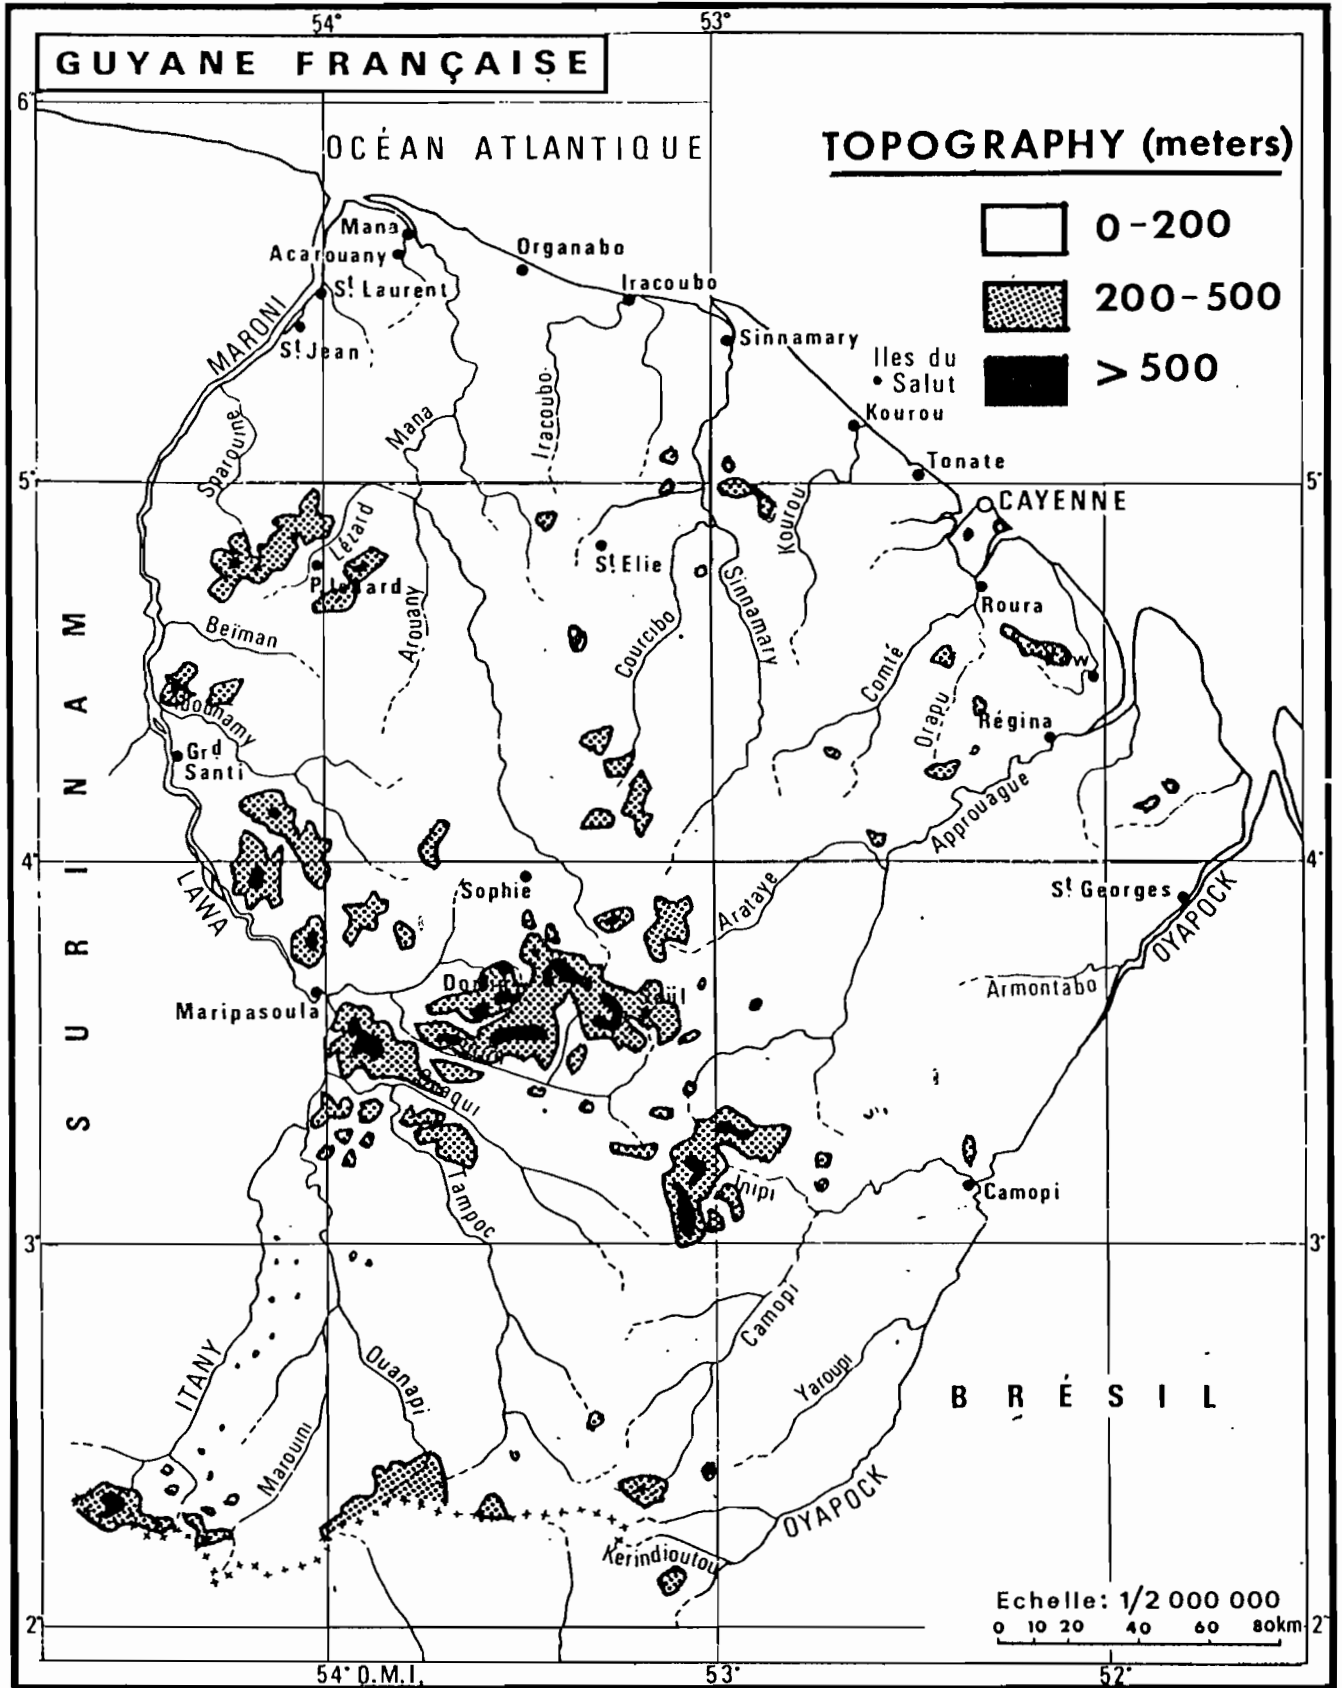 54°
53°
GUYANE FRANÇAISE
6°
OCÉAN ATLANTIQUE
TOPOGRAPHY (meters)
0-200
200-500
> 500
Mana
Acarouany
Organabo
St. Laurent
Iracoubo
MARONI
St. Jean
Sinnamary
Iles du
Salut
Kourou
Sparouine
Mana
Iracoubo
Tonate
5°
5°
CAYENNE
Lézard
Kourou
St. Elie
Sinnamary
Roura
Beïman
Arouany
Courcibo
Comté
W
Orapu
Régina
Grd
Santi
Approuague
SURINAM
4°
4°
LAWA
Sophie
St. Georges
Arataye
OYAPOCK
Armontabo
Maripasoula
Inipi
Camopi
Tampoc
3°
3°
ITANY
Ouanapi
Camopi
Yaroupi
BRÉSIL
Marouini
OYAPOCK
Kerindioutou
Echelle: 1/2 000 000
0 10 20 40 60 80km
2°
2°
54° O.M.I.
53°
52°